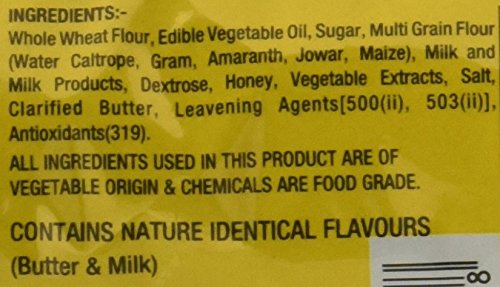 INGREDIENTS:-
Whole Wheat Flour, Edible Vegetable Oil, Sugar, Multi Grain Flour
(Water Caltrope, Gram, Amaranth, Jowar, Maize), Milk and
Milk Products, Dextrose, Honey, Vegetable Extracts, Salt,
Clarified Butter, Leavening Agents[500(ii), 503(ii)],
Antioxidants(319).
ALL INGREDIENTS USED IN THIS PRODUCT ARE OF
VEGETABLE ORIGIN & CHEMICALS ARE FOOD GRADE.
CONTAINS NATURE IDENTICAL FLAVOURS
(Butter & Milk)
8